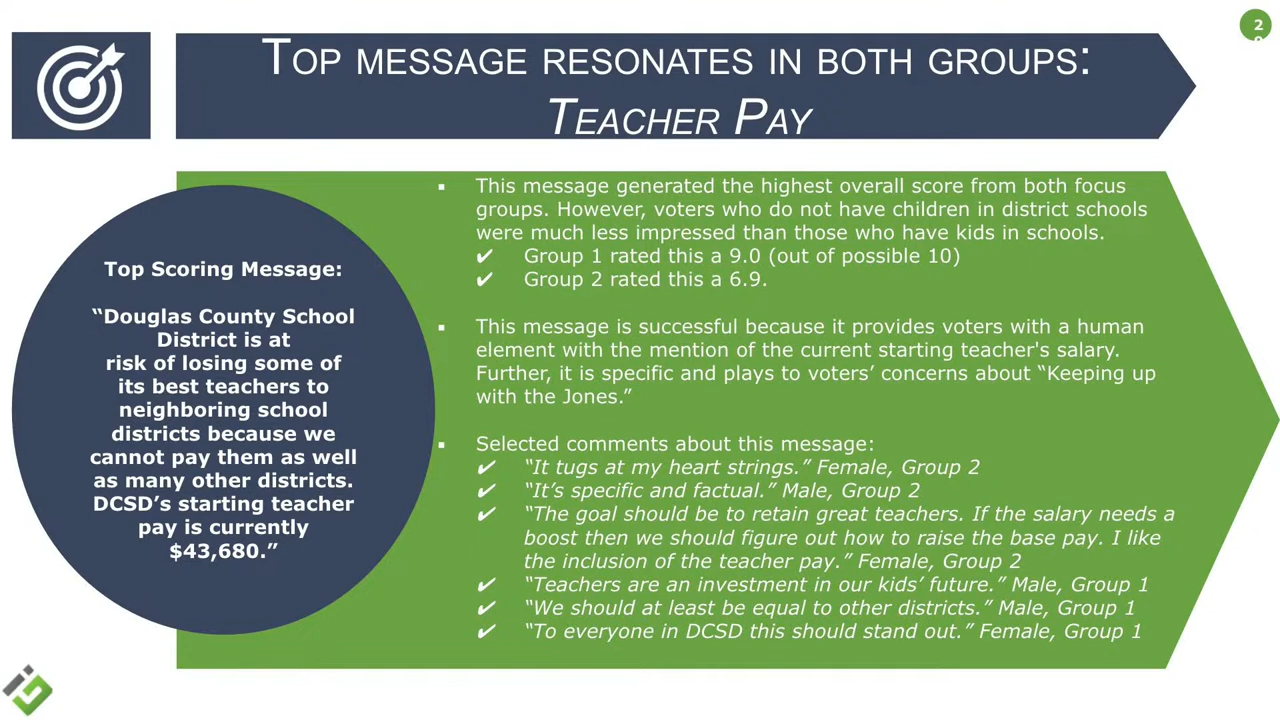 2
TOP MESSAGE RESONATES IN BOTH GROUPS:
TEACHER PAY
Top Scoring Message:
“Douglas County School
District is at
risk of losing some of
its best teachers to
neighboring school
districts because we
cannot pay them as well
as many other districts.
DCSD’s starting teacher
pay is currently
$43,680.”
▪ This message generated the highest overall score from both focus
groups. However, voters who do not have children in district schools
were much less impressed than those who have kids in schools.
✔ Group 1 rated this a 9.0 (out of possible 10)
✔ Group 2 rated this a 6.9.
▪ This message is successful because it provides voters with a human
element with the mention of the current starting teacher's salary.
Further, it is specific and plays to voters’ concerns about “Keeping up
with the Jones.”
▪ Selected comments about this message:
✔ “It tugs at my heart strings.” Female, Group 2
✔ “It’s specific and factual.” Male, Group 2
✔ “The goal should be to retain great teachers. If the salary needs a
boost then we should figure out how to raise the base pay. I like
the inclusion of the teacher pay.” Female, Group 2
✔ “Teachers are an investment in our kids’ future.” Male, Group 1
✔ “We should at least be equal to other districts.” Male, Group 1
✔ “To everyone in DCSD this should stand out.” Female, Group 1